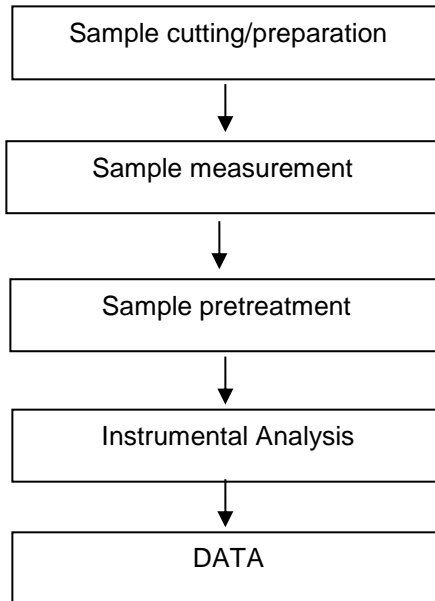 Sample cutting/preparation
Sample measurement
Sample pretreatment
Instrumental Analysis
DATA